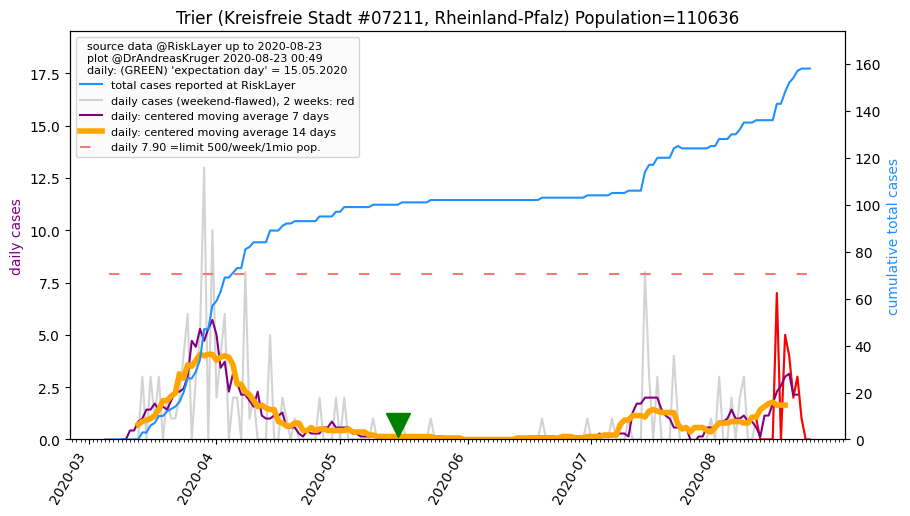 Trier (Kreisfreie Stadt #07211, Rheinland-Pfalz) Population=110636
source data @RiskLayer up to 2020-08-23
plot @DrAndreasKruger 2020-08-23 00:49
daily: (GREEN) 'expectation day' = 15.05.2020
total cases reported at RiskLayer
daily cases (weekend-flawed), 2 weeks: red
daily: centered moving average 7 days
daily: centered moving average 14 days
daily 7.90 =limit 500/week/1mio pop.
daily cases
17.5
15.0
12.5
10.0
7.5
5.0
2.5
0.0
cumulative total cases
160
140
120
100
80
60
40
20
0
2020-03
2020-04
2020-05
2020-06
2020-07
2020-08